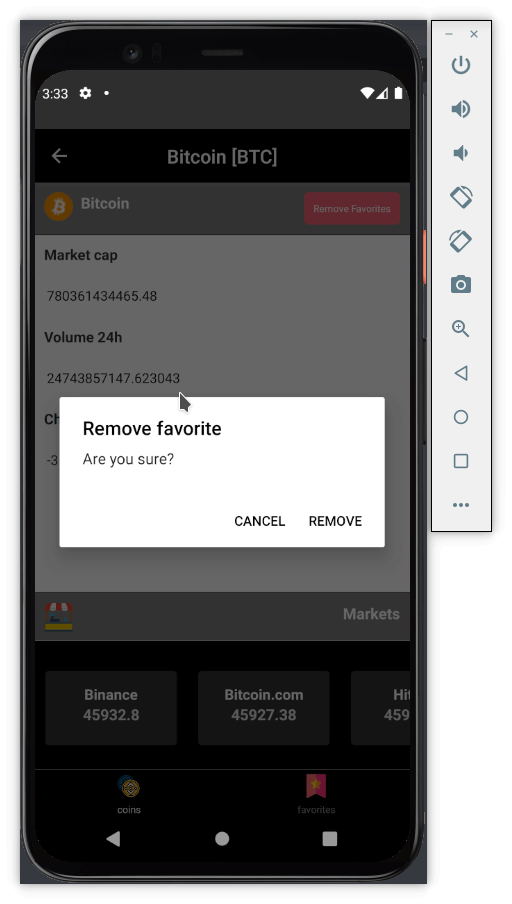 3:33
Bitcoin [BTC]
Bitcoin
Remove Favorites
Market cap
780361434465.48
Volume 24h
24743857147.623043
Ch
-3
Remove favorite
Are you sure?
CANCEL REMOVE
Markets
Binance
45932.8
Bitcoin.com
45927.38
Hit
459
coins
favorites